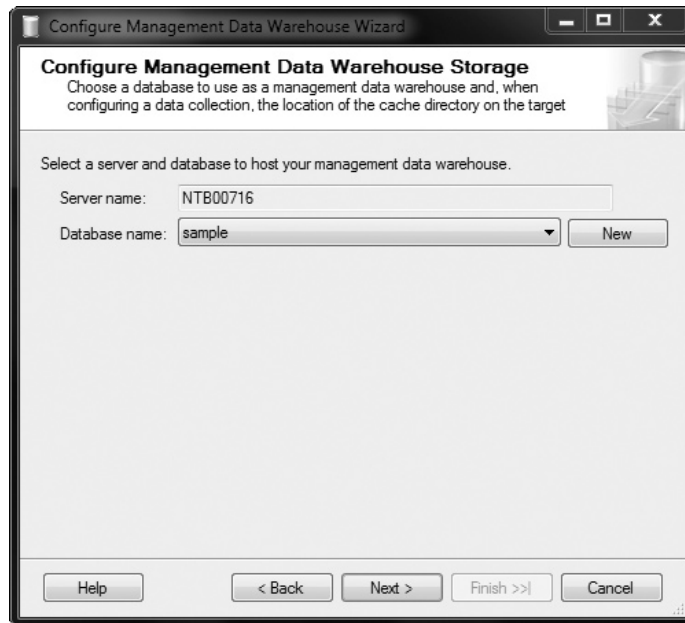 Configure Management Data Warehouse Wizard
Configure Management Data Warehouse Storage
Choose a database to use as a management data warehouse and, when
configuring a data collection, the location of the cache directory on the target
Select a server and database to host your management data warehouse.
Server name: NTB00716
Database name: sample New
Help < Back Next > Finish >>| Cancel